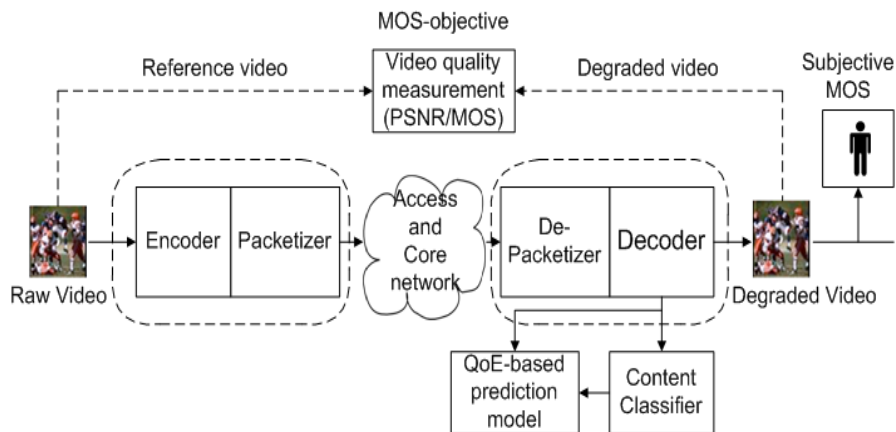 MOS-objective
Reference video
Video quality
measurement
(PSNR/MOS)
Degraded video
Subjective
MOS
Raw Video
Encoder
Packetizer
Access
and
Core
network
De-
Packetizer
Decoder
Degraded Video
QoE-based
prediction
model
Content
Classifier